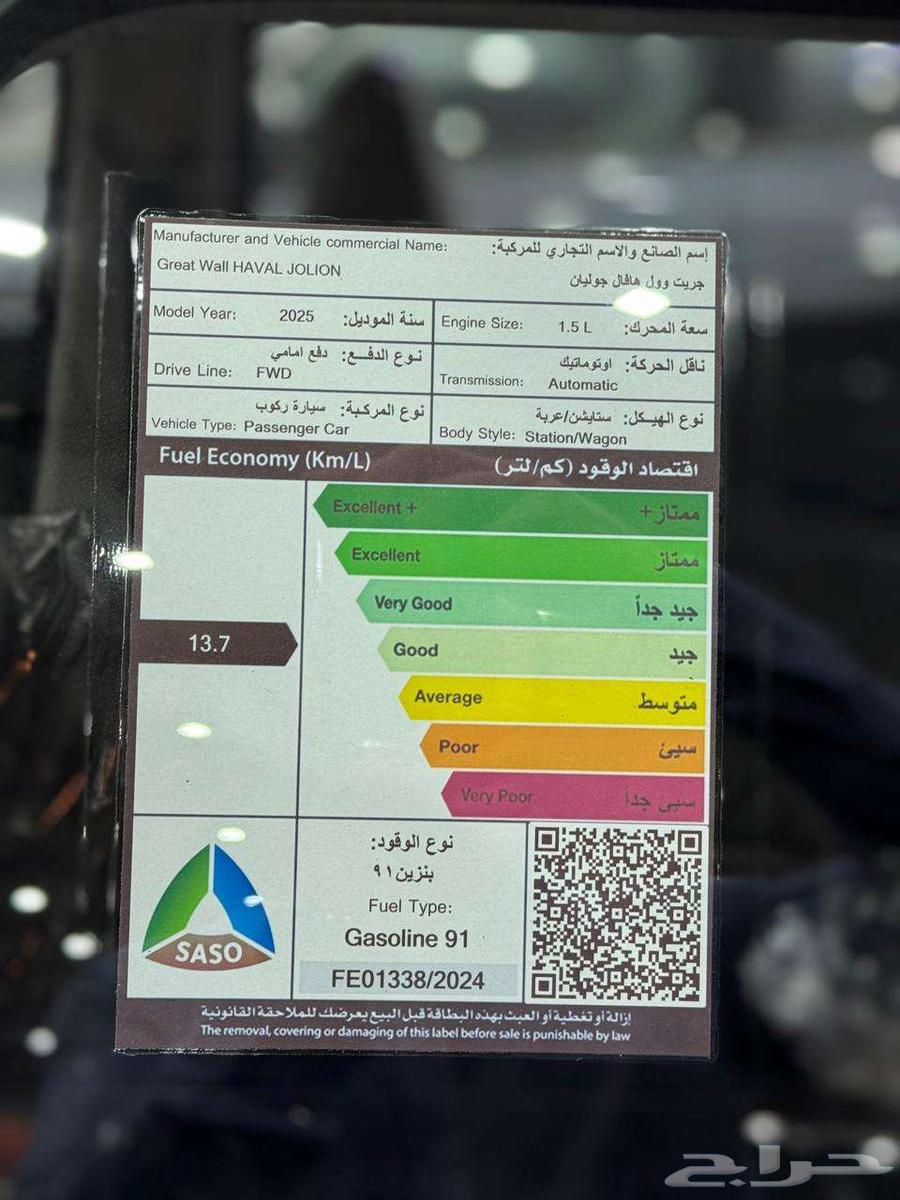 Manufacturer and Vehicle commercial Name: إسم الصانع والاسم التجاري للمركبة:
Great Wall HAVAL JOLION جريت وول هافال جوليان
Model Year: 2025 سنة الموديل:
Engine Size: 1.5 L سعة المحرك:
نوع الدفع: دفع امامي
Drive Line: FWD
ناقل الحركة: اوتوماتيك
Transmission: Automatic
نوع المركبة: سيارة ركوب
Vehicle Type: Passenger Car
نوع الهيكل: ستايشن/عربة
Body Style: Station/Wagon
Fuel Economy (Km/L) اقتصاد الوقود (كم/لتر)
Excellent + ممتاز +
Excellent ممتاز
Very Good جيد جداً
13.7
Good جيد
Average متوسط
Poor سيئ
Very Poor سيئ جداً
SASO
نوع الوقود:
بنزين ٩١
Fuel Type:
Gasoline 91
FE01338/2024
إزالة أو تغطية أو العبث بهذه البطاقة قبل البيع يعرضك للملاحقة القانونية
The removal, covering or damaging of this label before sale is punishable by law
حراج